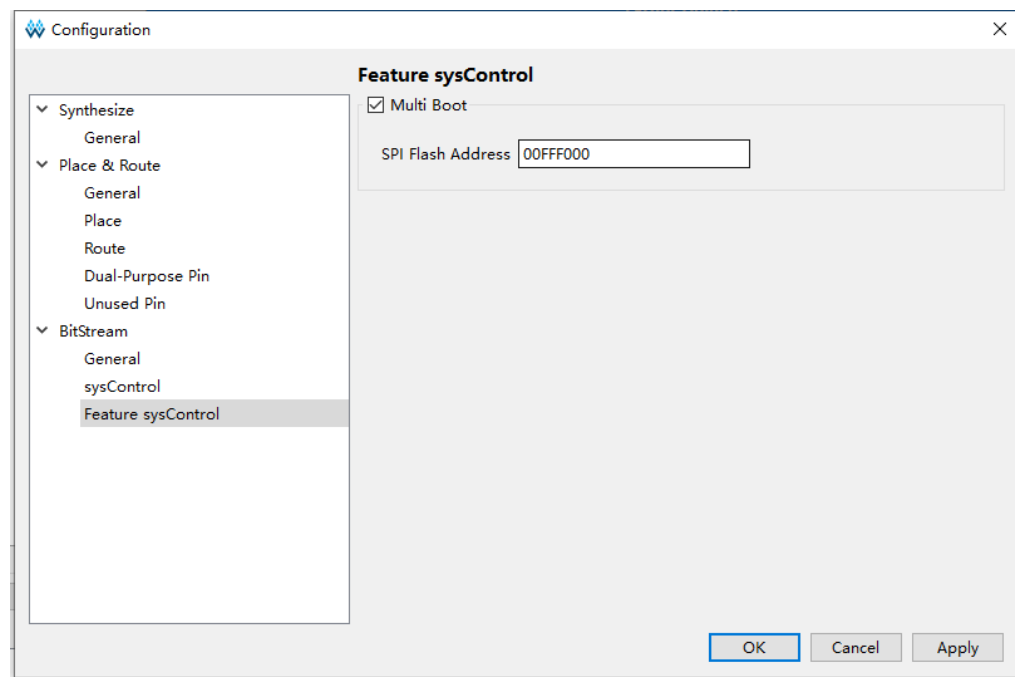 Configuration
Feature sysControl
Multi Boot
SPI Flash Address 00FFF000
Synthesize
General
Place & Route
General
Place
Route
Dual-Purpose Pin
Unused Pin
BitStream
General
sysControl
Feature sysControl
OK Cancel Apply